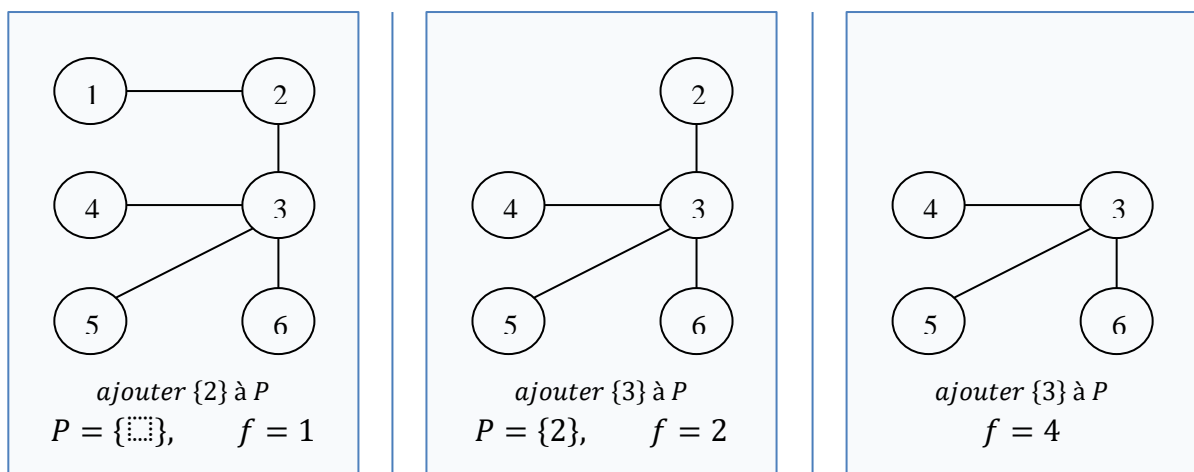 1 2
4 3
5 6
ajouter {2} à P
P = {⬚}, f = 1
2
4 3
5 6
ajouter {3} à P
P = {2}, f = 2
4 3
5 6
ajouter {3} à P
f = 4